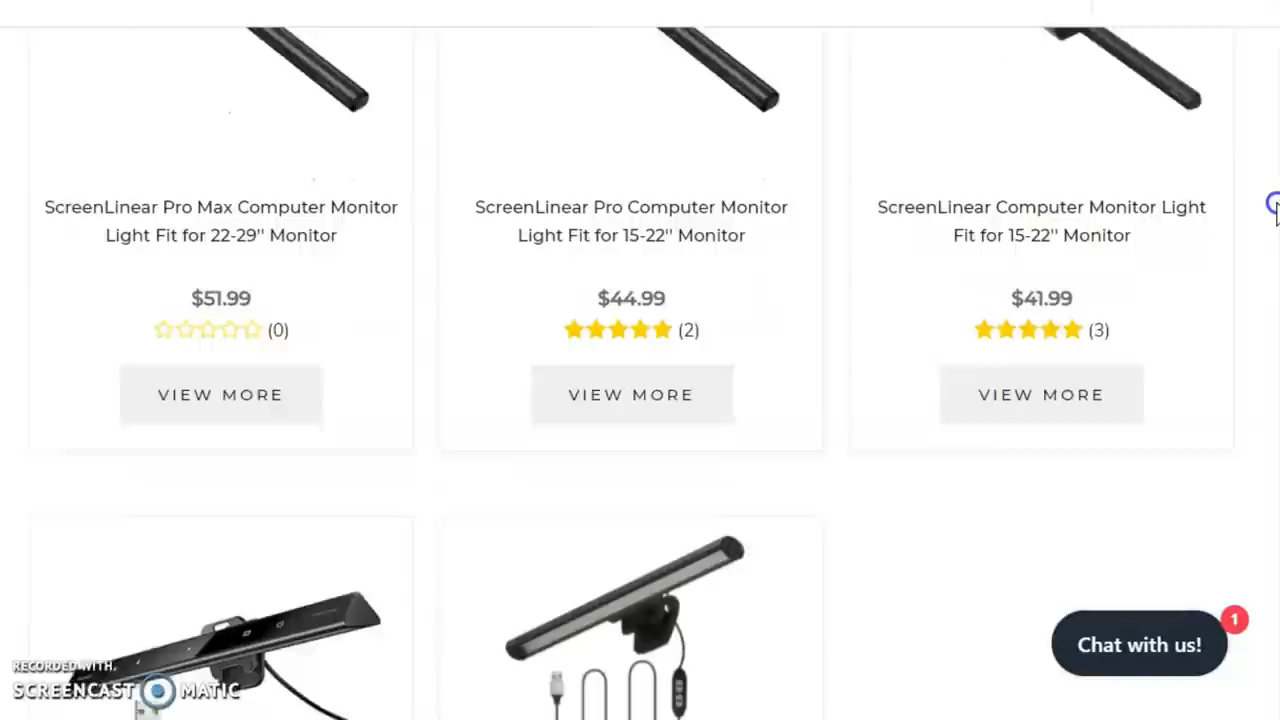 ScreenLinear Pro Max Computer Monitor
Light Fit for 22-29" Monitor
$51.99
(0)
VIEW MORE
ScreenLinear Pro Computer Monitor
Light Fit for 15-22" Monitor
$44.99
(2)
VIEW MORE
ScreenLinear Computer Monitor Light
Fit for 15-22" Monitor
$41.99
(3)
VIEW MORE
Chat with us!
1
RECORDED WITH
SCREENCAST MATIC